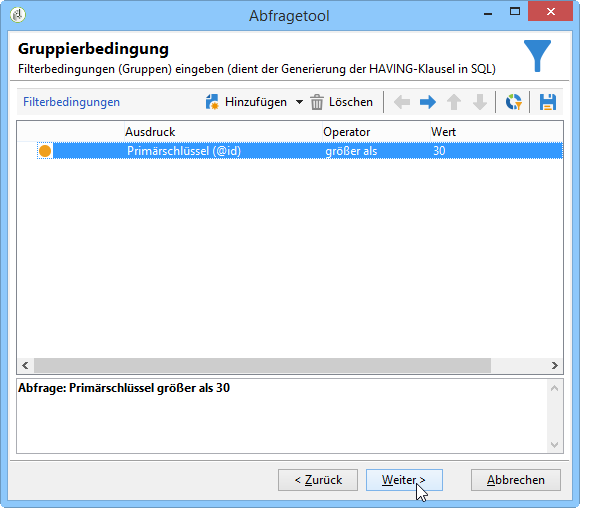 Abfragetool
Gruppierbedingung
Filterbedingungen (Gruppen) eingeben (dient der Generierung der HAVING-Klausel in SQL)
Filterbedingungen Hinzufügen Löschen
Ausdruck Operator Wert
Primärschlüssel (@id) größer als 30
Abfrage: Primärschlüssel größer als 30
< Zurück Weiter > Abbrechen